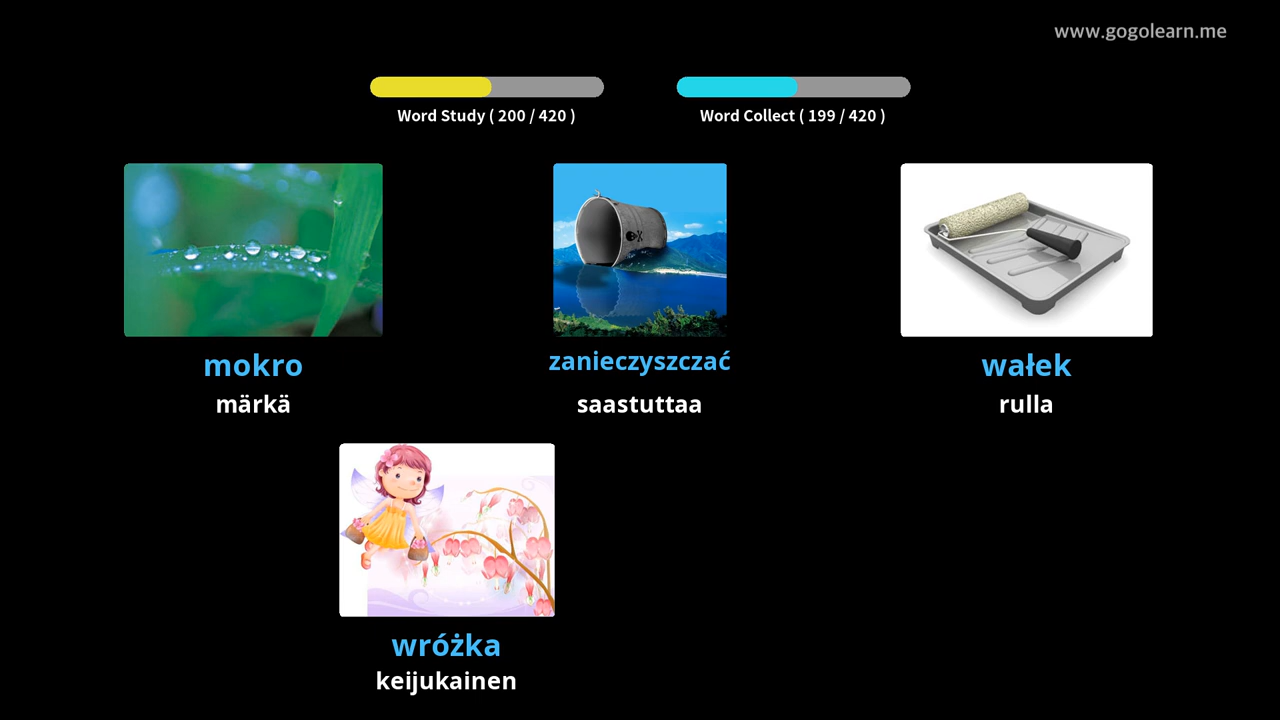 www.gogolearn.me
Word Study ( 200 / 420 )
Word Collect ( 199 / 420 )
mokro
märkä
zanieczyszczać
saastuttaa
wałek
rulla
wróżka
keijukainen